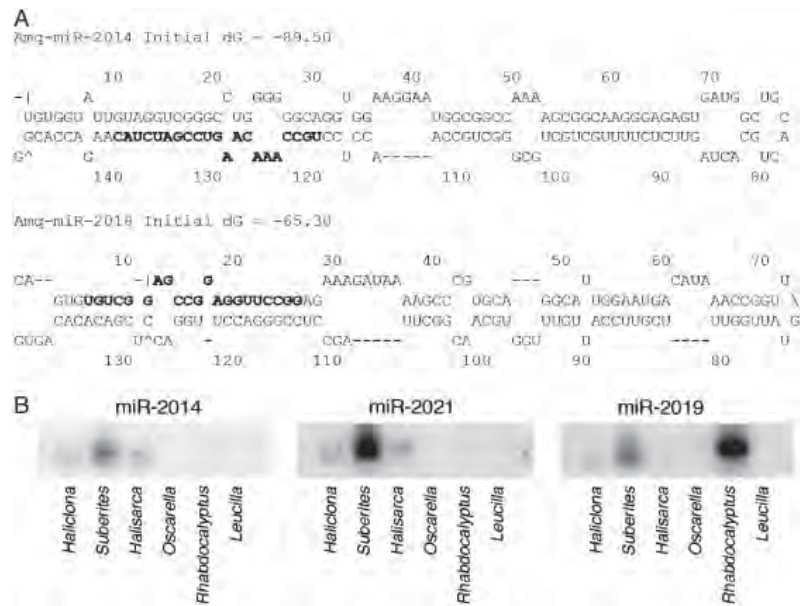 A
Amq-miR-2014 Initial dG = -89.50
10 20 30 40 50 60 70
-| A C GGG U AAGGAA AAA GAUG UG
UGUGGU UUGUAGGUCGGGC UG GGCAGG GG UGGCGGCC AGCGGCAAGGGAGAGU GC C
GCACCA AACAUCUAGCCUG AC CCGUCC CC ACCGUCGG UCGUCGUUUUCUCUUG CG A
G^ G A AAA U A----- GCG AUCA UC
140 130 120 110 100 90 80
Amq-miR-2018 Initial dG = -65.30
10 20 30 40 50 60 70
CA-- -|AG G AAAGAUAA CG --- U CAUA U
GUGUGUCGG G CCG AGGUUCCGGAG AAGCC UGCA GGCA UGGAAUGA AACCGGU A
CACACAGC C GGU UCCAGGGCCUC UUCGG ACGU UUGU ACCUUGCU UUGGUUA G
GUGA U^CA - CGA----- CA GGU U ---- U
130 120 110 100 90 80
B
miR-2014 miR-2021 miR-2019
Haliclona Suberites Halisarca Oscarella Rhabdocalyptus Leucilla
Haliclona Suberites Halisarca Oscarella Rhabdocalyptus Leucilla
Haliclona Suberites Halisarca Oscarella Rhabdocalyptus Leucilla